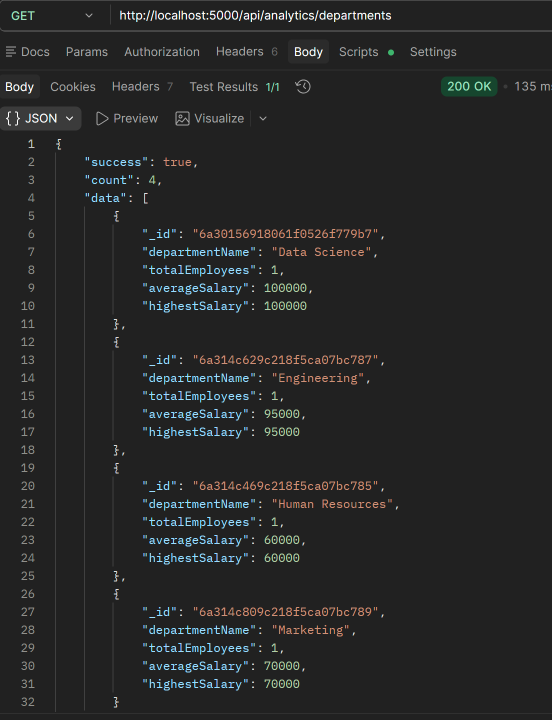 GET http://localhost:5000/api/analytics/departments
Docs Params Authorization Headers 6 Body Scripts Settings
Body Cookies Headers 7 Test Results 1/1 200 OK 135 ms
{} JSON Preview Visualize
1 {
2 "success": true,
3 "count": 4,
4 "data": [
5 {
6 "_id": "6a30156918061f0526f779b7",
7 "departmentName": "Data Science",
8 "totalEmployees": 1,
9 "averageSalary": 100000,
10 "highestSalary": 100000
11 },
12 {
13 "_id": "6a314c629c218f5ca07bc787",
14 "departmentName": "Engineering",
15 "totalEmployees": 1,
16 "averageSalary": 95000,
17 "highestSalary": 95000
18 },
19 {
20 "_id": "6a314c469c218f5ca07bc785",
21 "departmentName": "Human Resources",
22 "totalEmployees": 1,
23 "averageSalary": 60000,
24 "highestSalary": 60000
25 },
26 {
27 "_id": "6a314c809c218f5ca07bc789",
28 "departmentName": "Marketing",
29 "totalEmployees": 1,
30 "averageSalary": 70000,
31 "highestSalary": 70000
32 }